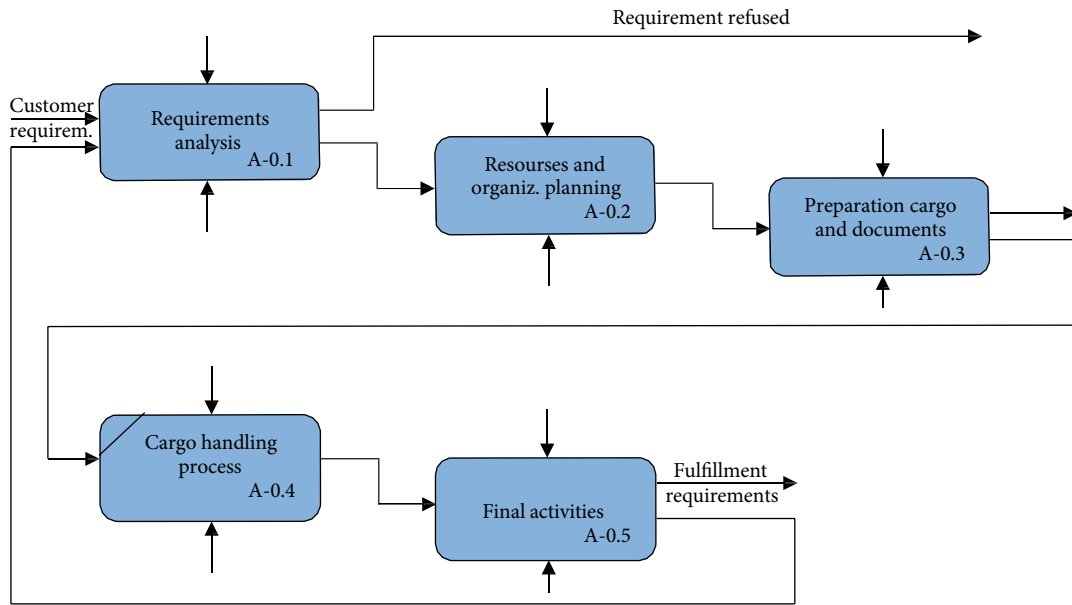 Requirement refused
Customer
requirem.
Requirements
analysis
A-0.1
Resourses and
organiz. planning
A-0.2
Preparation cargo
and documents
A-0.3
Cargo handling
process
A-0.4
Final activities
A-0.5
Fulfillment
requirements